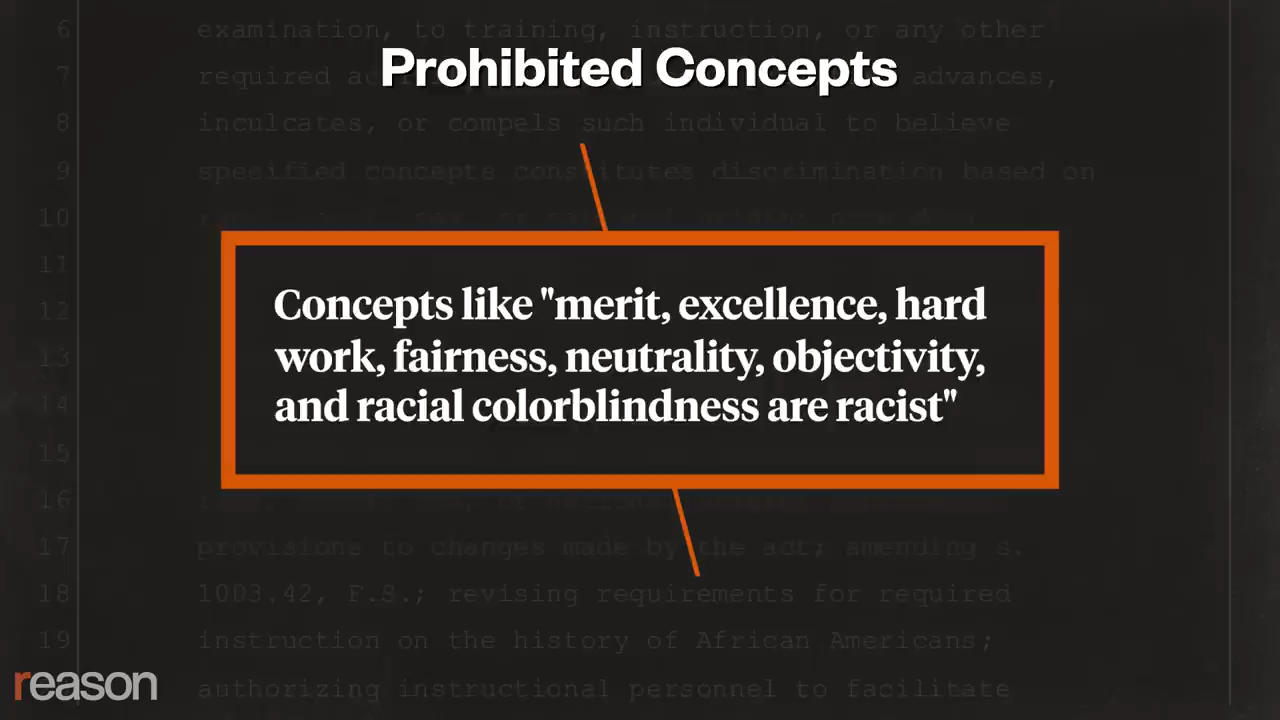 6 examination, to training, instruction, or any other
Prohibited Concepts
7 required advances,
8 inculcates, or compels such individual to believe
9 specified concepts constitutes discrimination based on
10
11
12
13
14
15
16
Concepts like "merit, excellence, hard
work, fairness, neutrality, objectivity,
and racial colorblindness are racist"
17 provisions to changes made by the act; amending s.
18 1003.42, F.S.; revising requirements for required
19 instruction on the history of African Americans;
authorizing instructional personnel to facilitate
reason